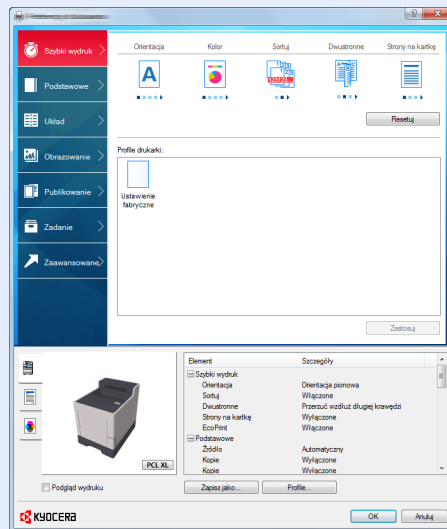 Szybki wydruk
Podstawowe
Układ
Obrazowanie
Publikowanie
Zadanie
Zaawansowane
Orientacja Kolor Sortuj Dwustronne Strony na kartkę
A
123123
Resetuj
Profile drukarki:
Ustawienie
fabryczne
Zastosuj
Element Szczegóły
Szybki wydruk
Orientacja Orientacja pionowa
Sortuj Włączone
Dwustronne Przerzuć wzdłuż długiej krawędzi
Strony na kartkę Wyłączone
EcoPrint Wyłączone
Podstawowe
Źródło Automatyczny
Kopie Wyłączone
Kopie Wyłączone
PCL XL
Podgląd wydruku
Zapisz jako... Profile...
KYOCERA
OK Anuluj